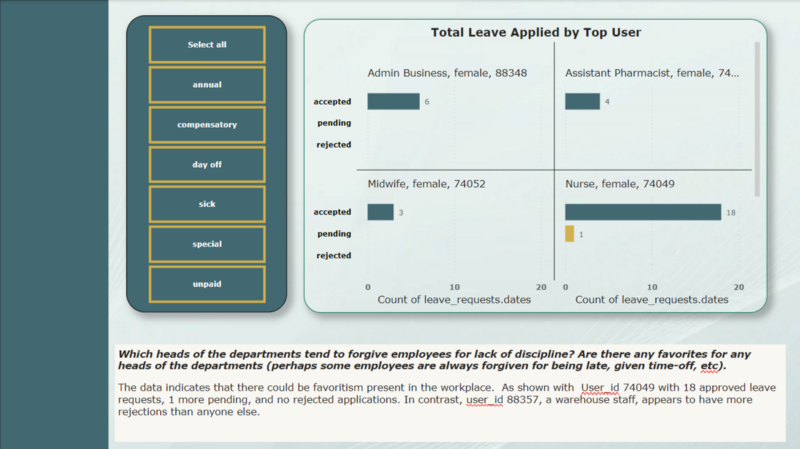 Select all
annual
compensatory
day off
sick
special
unpaid
Total Leave Applied by Top User
Admin Business, female, 88348
Assistant Pharmacist, female, 74...
accepted
6
4
pending
rejected
Midwife, female, 74052
Nurse, female, 74049
accepted
3
18
pending
1
rejected
0 10 20
0 10 20
Count of leave_requests.dates
Count of leave_requests.dates
Which heads of the departments tend to forgive employees for lack of discipline? Are there any favorites for any
heads of the departments (perhaps some employees are always forgiven for being late, given time-off, etc).
The data indicates that there could be favoritism present in the workplace. As shown with User_id 74049 with 18 approved leave
requests, 1 more pending, and no rejected applications. In contrast, user_id 88357, a warehouse staff, appears to have more
rejections than anyone else.